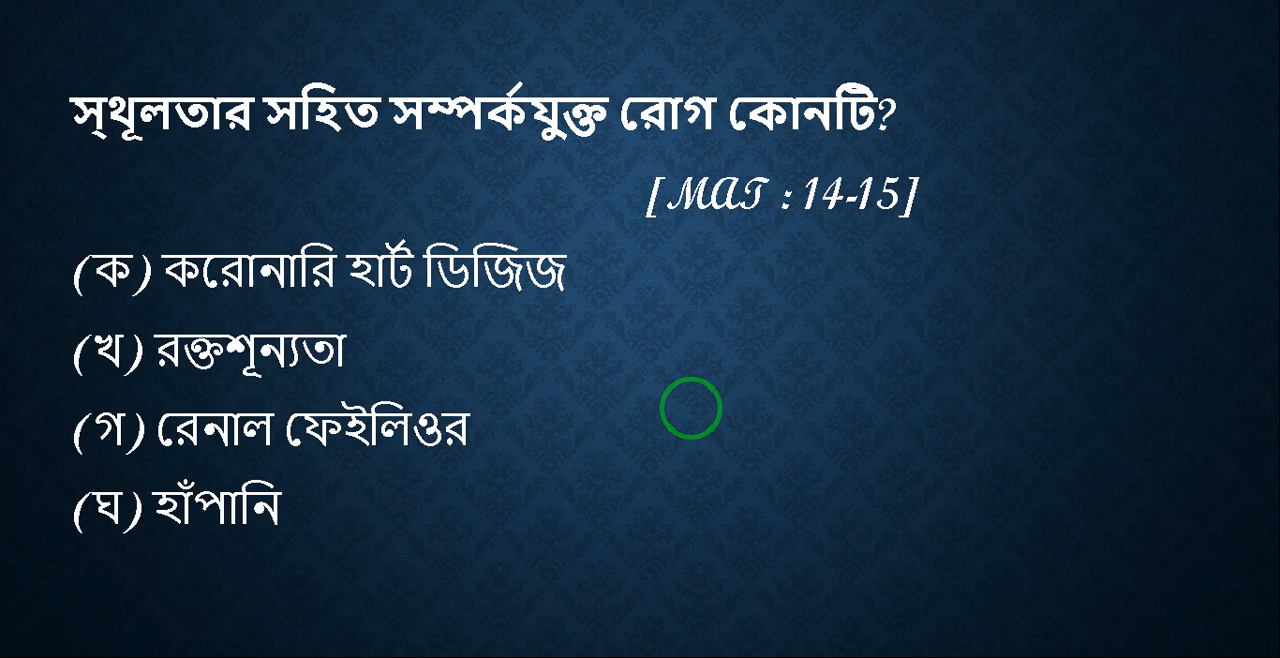 স্থূলতার সহিত সম্পর্কযুক্ত রোগ কোনটি?
[MAT : 14-15]
(ক) করোনারি হার্ট ডিজিজ
(খ) রক্তশূন্যতা
(গ) রেনাল ফেইলিওর
(ঘ) হাঁপানি